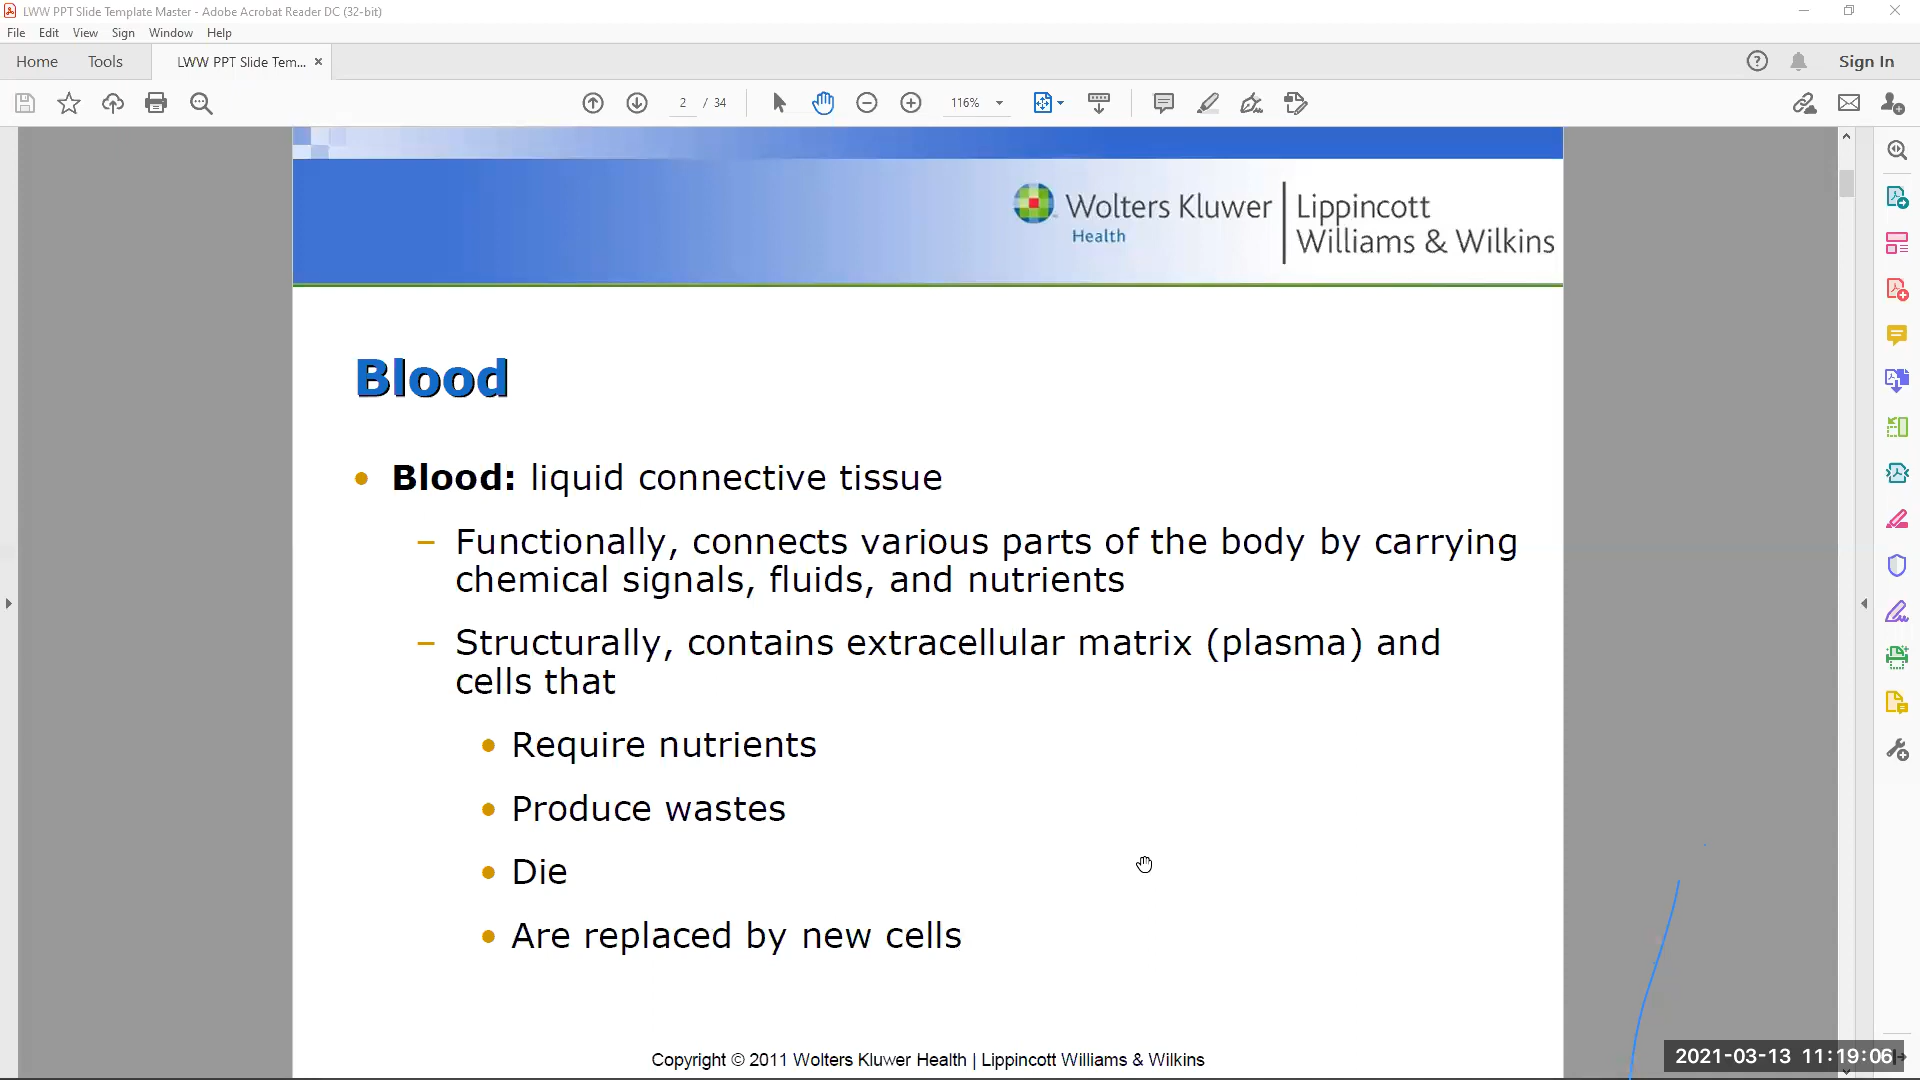 LWW PPT Slide Template Master - Adobe Acrobat Reader DC (32-bit)
File Edit View Sign Window Help
Home Tools LWW PPT Slide Tem... × Sign In
2 / 34 116%
Wolters Kluwer
Health
Lippincott
Williams & Wilkins
Blood
• Blood: liquid connective tissue
– Functionally, connects various parts of the body by carrying
chemical signals, fluids, and nutrients
– Structurally, contains extracellular matrix (plasma) and
cells that
• Require nutrients
• Produce wastes
• Die
• Are replaced by new cells
Copyright © 2011 Wolters Kluwer Health | Lippincott Williams & Wilkins
2021-03-13 11:19:06